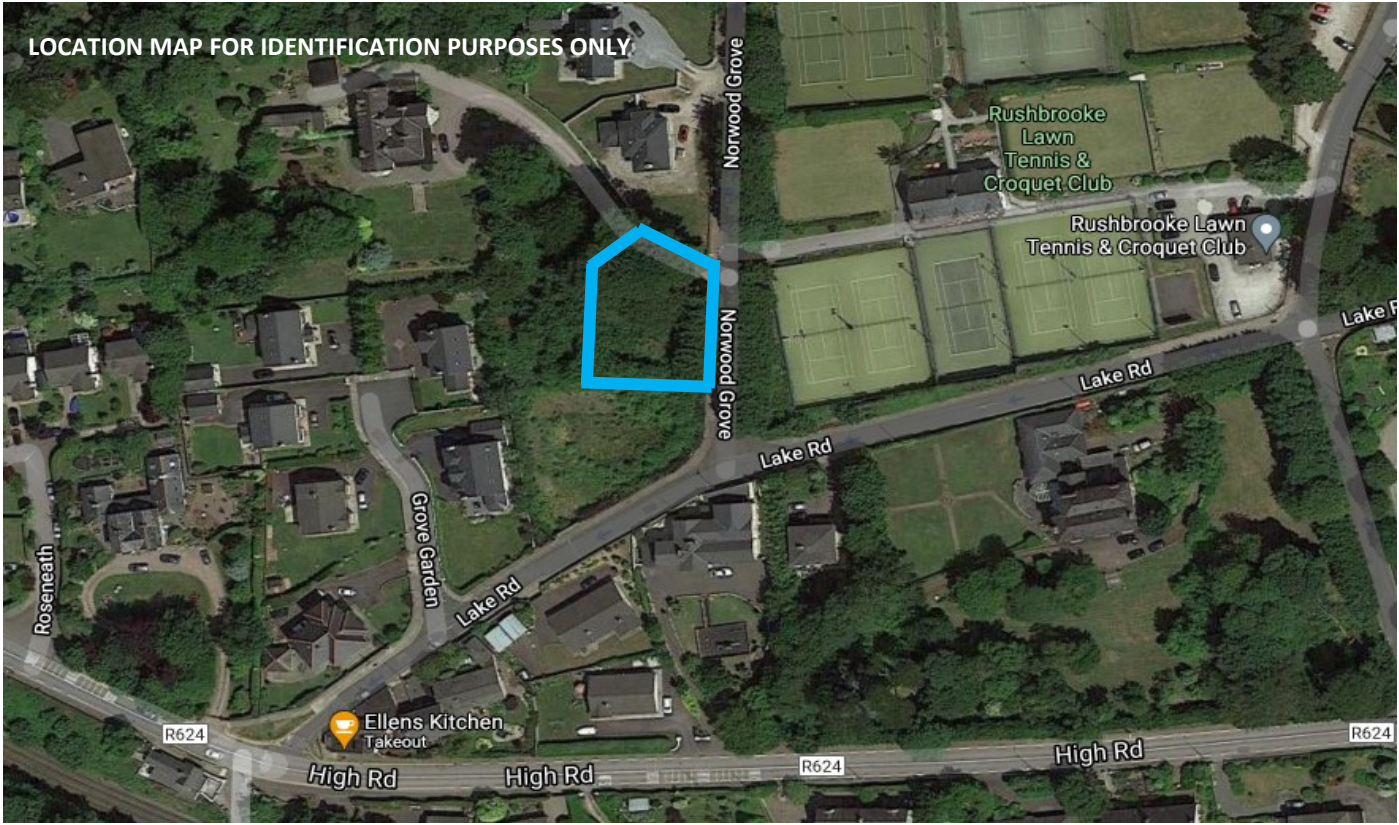 LOCATION MAP FOR IDENTIFICATION PURPOSES ONLY
Norwood Grove
Rushbrooke
Lawn
Tennis &
Croquet Club
Rushbrooke Lawn
Tennis & Croquet Club
Lake R
Norwood Grove
Lake Rd
Lake Rd
Grove Garden
Roseneath
Lake Rd
Ellens Kitchen
Takeout
R624
R624
High Rd
High Rd
High Rd
R624